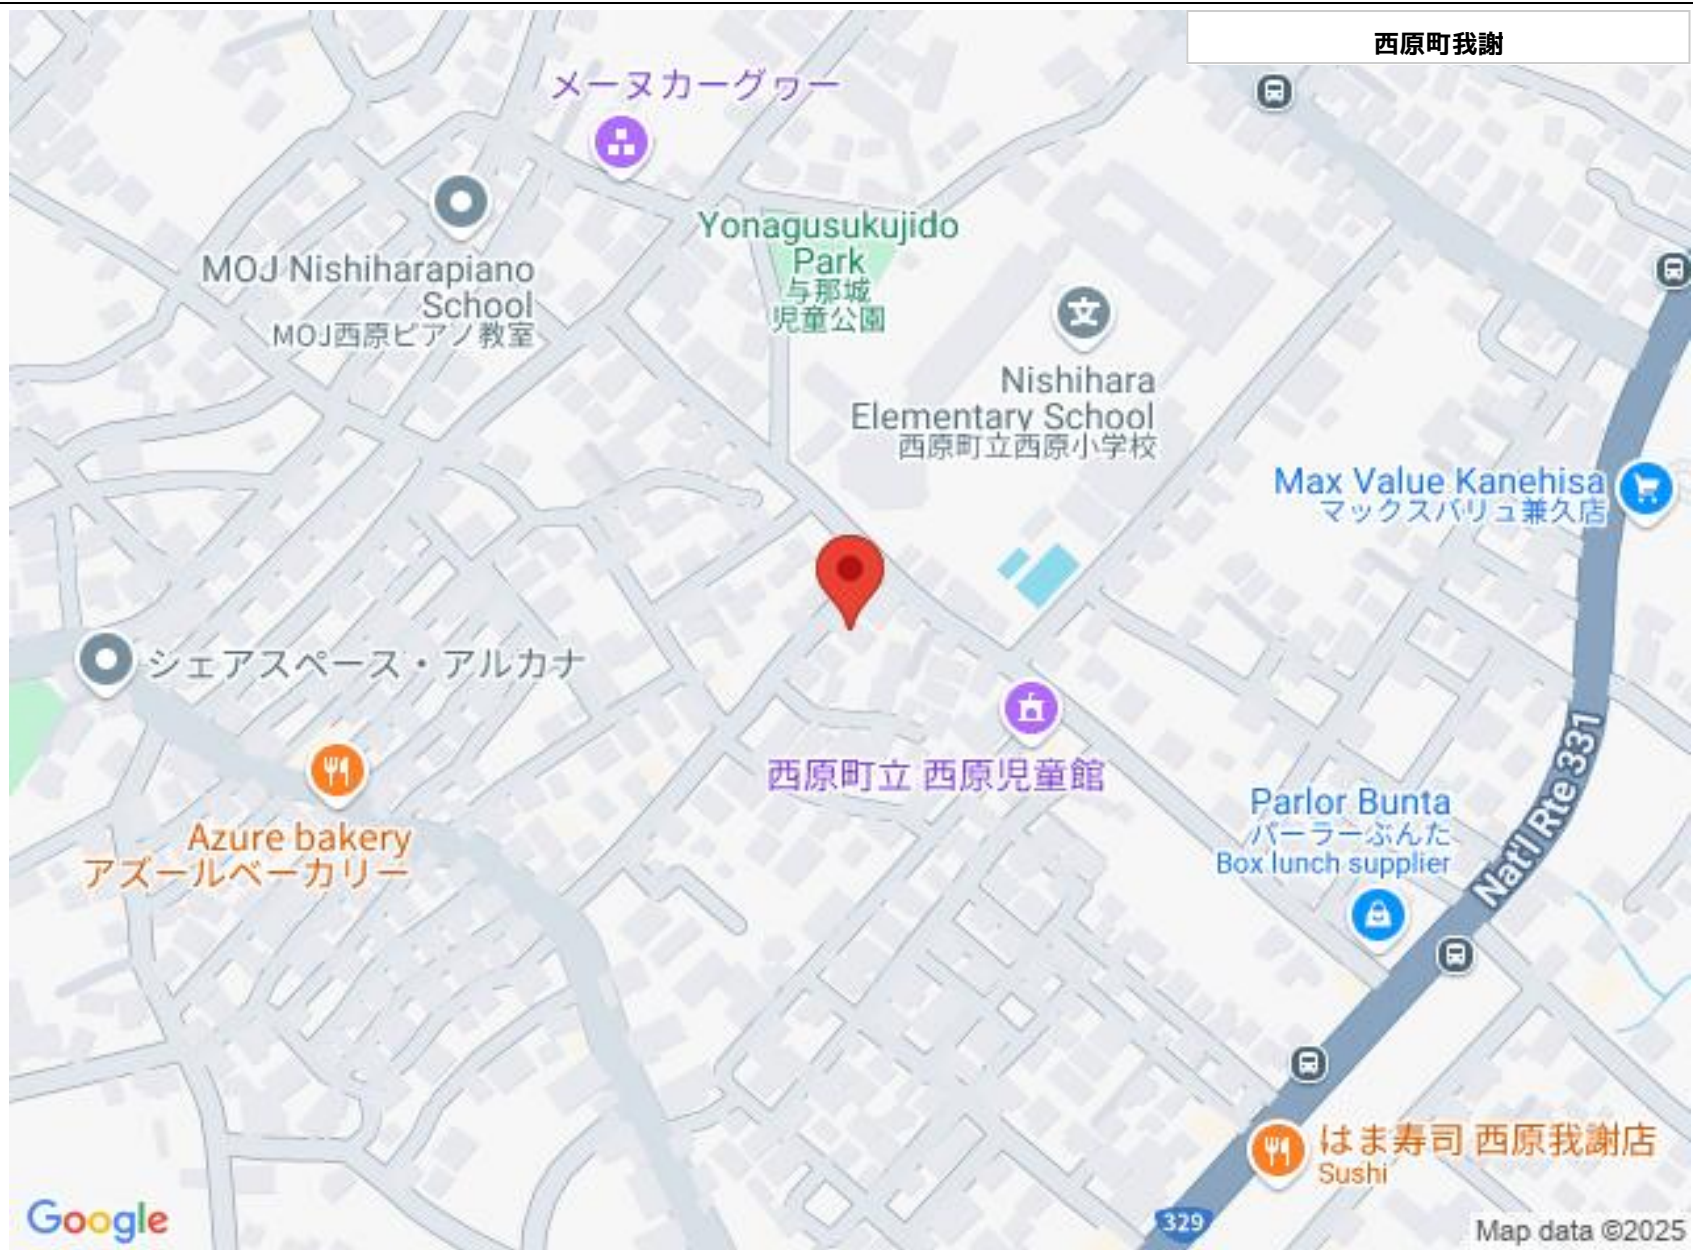 西原町我謝
メーヌカーグヮー
Yonagusukujido
Park
与那城
児童公園
MOJ Nishiharapiano
School
MOJ西原ピアノ教室
文
Nishihara
Elementary School
西原町立西原小学校
Max Value Kanehisa
マックスバリュ兼久店
シェアスペース・アルカナ
西原町立 西原児童館
Azure bakery
アズールベーカリー
Parlor Bunta
パーラーぶんた
Box lunch supplier
Nat'l Rte 331
はま寿司 西原我謝店
Sushi
329
Google
Map data ©2025